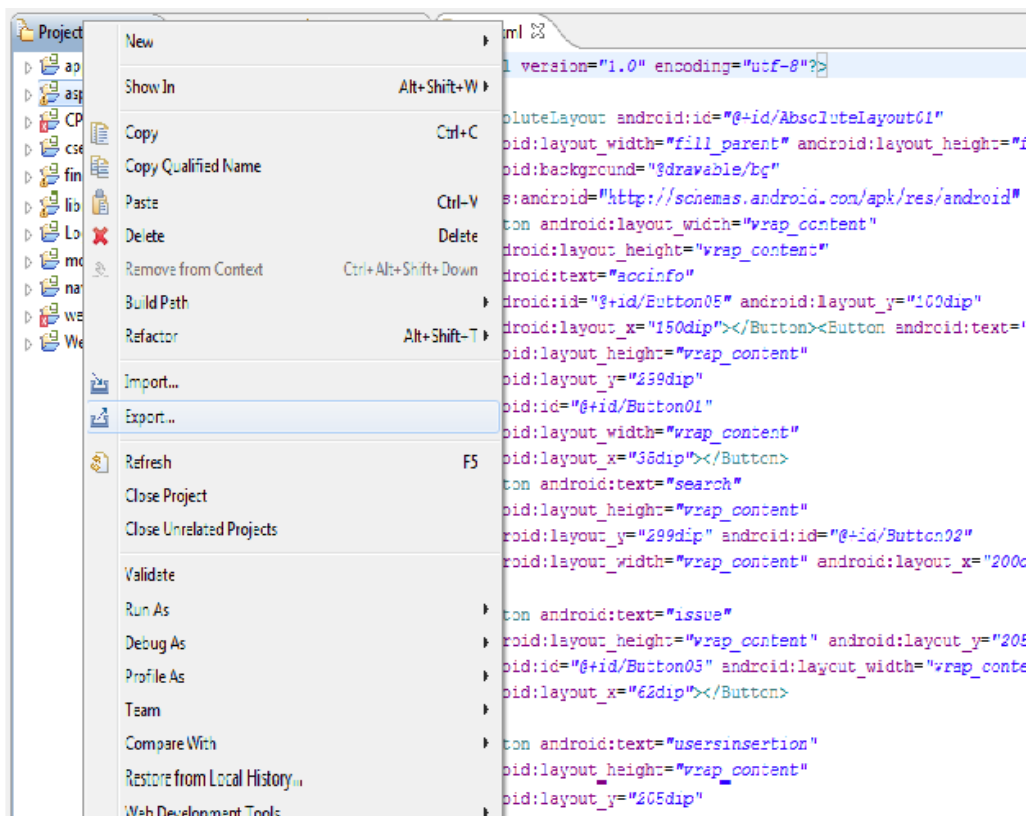 Project
ap
asp
CP
cse
fin
lib
Lo
mo
nat
we
We
New
Show In Alt+Shift+W
Copy Ctrl+C
Copy Qualified Name
Paste Ctrl+V
Delete Delete
Remove from Context Ctrl+Alt+Shift+Down
Build Path
Refactor Alt+Shift+T
Import...
Export...
Refresh F5
Close Project
Close Unrelated Projects
Validate
Run As
Debug As
Profile As
Team
Compare With
Restore from Local History...
Web Development Tools
ml
l version="1.0" encoding="utf-8"?>
oluteLayout android:id="@+id/AbsoluteLayout01"
oid:layout_width="fill_parent" android:layout_height="f
oid:background="@drawable/bg"
s:android="http://schemas.android.com/apk/res/android"
ton android:layout_width="wrap_content"
droid:layout_height="wrap_content"
droid:text="accinfo"
droid:id="@+id/Button05" android:layout_y="100dip"
droid:layout_x="150dip"></Button><Button android:text="
oid:layout_height="wrap_content"
oid:layout_y="299dip"
oid:id="@+id/Button01"
oid:layout_width="wrap_content"
oid:layout_x="38dip"></Button>
ton android:text="search"
oid:layout_height="wrap_content"
roid:layout_y="299dip" android:id="@+id/Button02"
roid:layout_width="wrap_content" android:layout_x="200d
ton android:text="issue"
roid:layout_height="wrap_content" android:layout_y="205
oid:id="@+id/Button03" android:layout_width="wrap_conte
oid:layout_x="62dip"></Button>
ton android:text="usersinsertion"
oid:layout_height="wrap_content"
oid:layout_y="205dip"